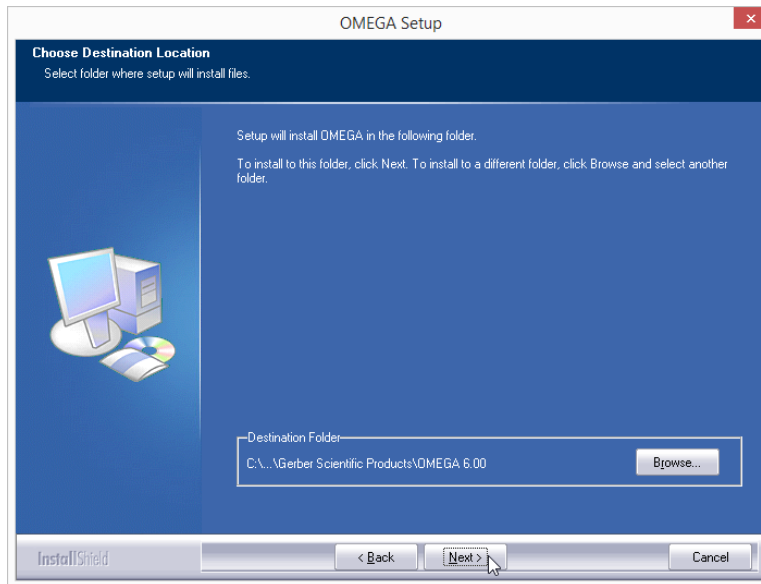 OMEGA Setup
Choose Destination Location
Select folder where setup will install files.
Setup will install OMEGA in the following folder.
To install to this folder, click Next. To install to a different folder, click Browse and select another
folder.
Destination Folder
C:\...\Gerber Scientific Products\OMEGA 6.00
Browse...
InstallShield
< Back
Next >
Cancel